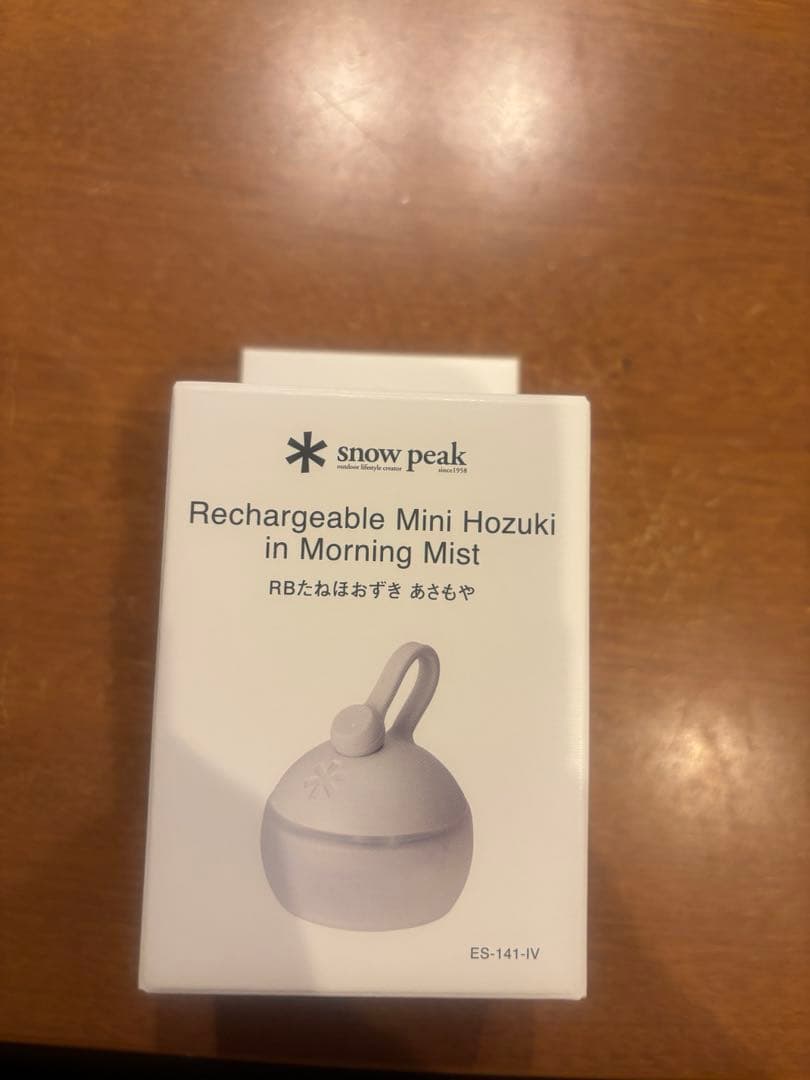 snow peak
outdoor lifestyle creator since1958
Rechargeable Mini Hozuki
in Morning Mist
RBたねほおずき あさもや
ES-141-IV